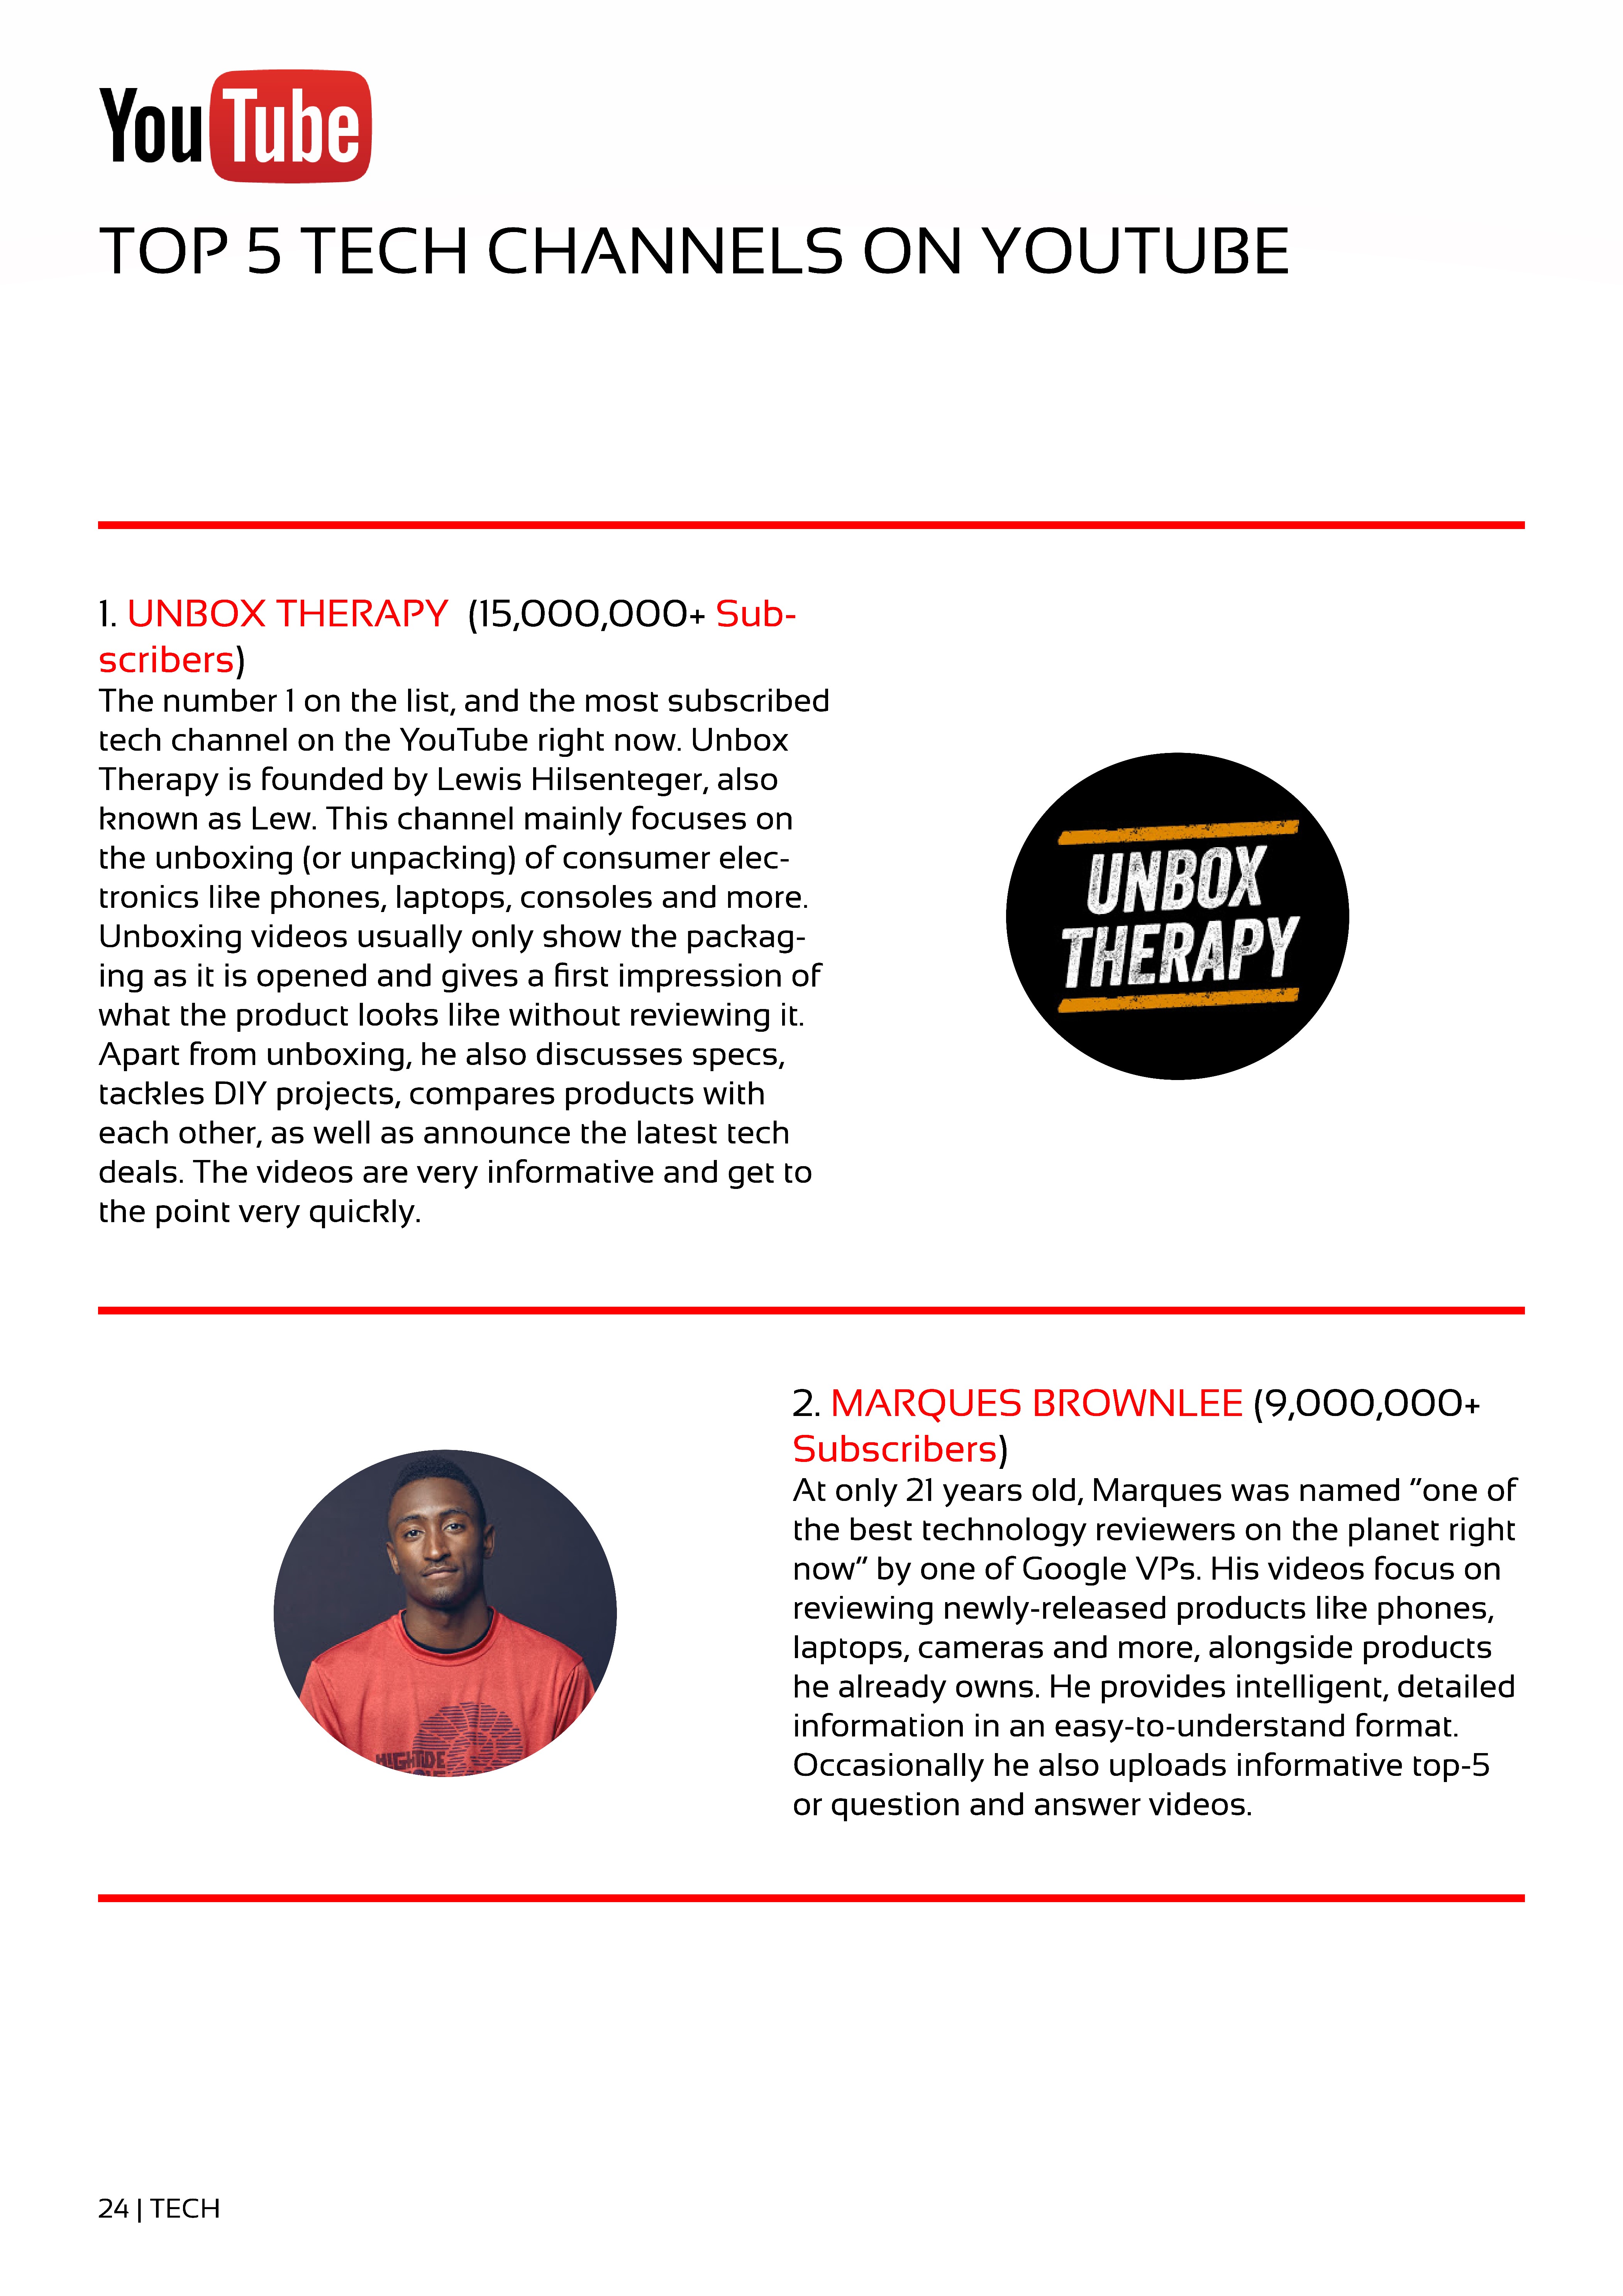 YouTube
TOP 5 TECH CHANNELS ON YOUTUBE
1. UNBOX THERAPY (15,000,000+ Sub-
scribers)
The number 1 on the list, and the most subscribed
tech channel on the YouTube right now. Unbox
Therapy is founded by Lewis Hilsenteger, also
known as Lew. This channel mainly focuses on
the unboxing (or unpacking) of consumer elec-
tronics like phones, laptops, consoles and more.
Unboxing videos usually only show the packag-
ing as it is opened and gives a first impression of
what the product looks like without reviewing it.
Apart from unboxing, he also discusses specs,
tackles DIY projects, compares products with
each other, as well as announce the latest tech
deals. The videos are very informative and get to
the point very quickly.
UNBOX
THERAPY
2. MARQUES BROWNLEE (9,000,000+
Subscribers)
At only 21 years old, Marques was named "one of
the best technology reviewers on the planet right
now" by one of Google VPs. His videos focus on
reviewing newly-released products like phones,
laptops, cameras and more, alongside products
he already owns. He provides intelligent, detailed
information in an easy-to-understand format.
Occasionally he also uploads informative top-5
or question and answer videos.
HIGHTIDE
24 | TECH